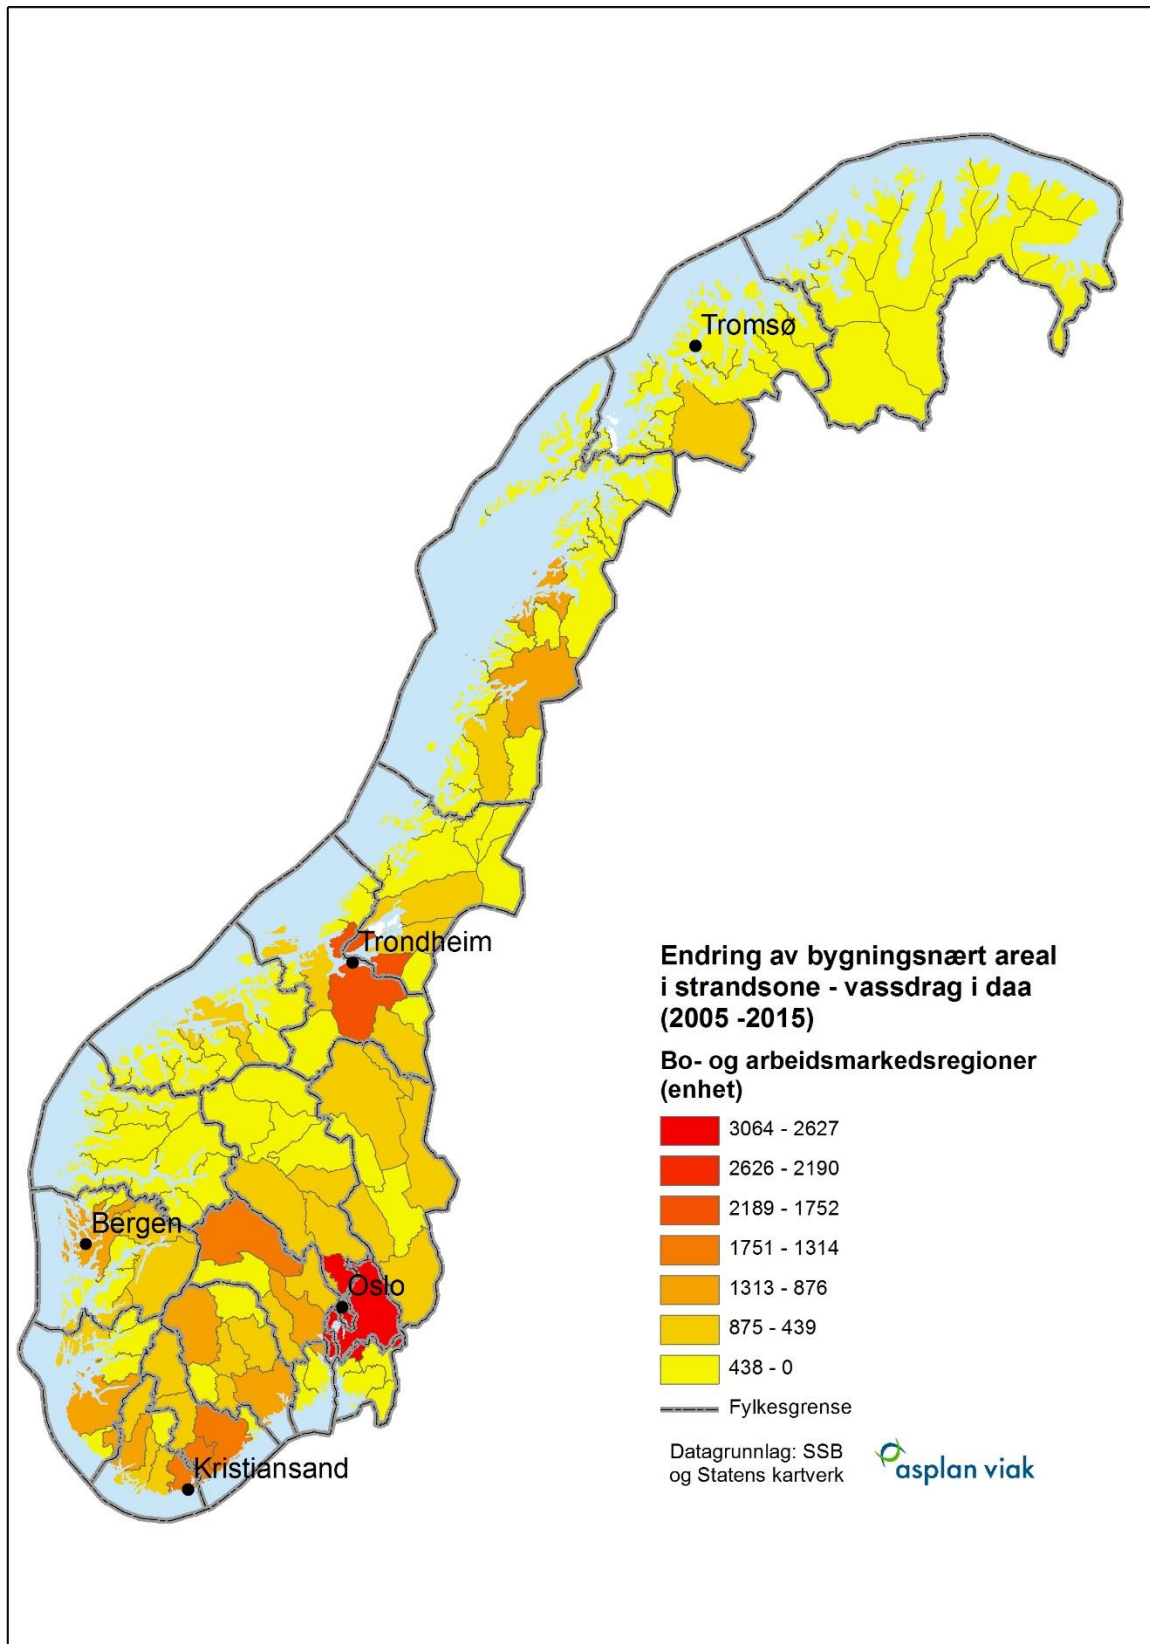 Tromsø
Trondheim
Bergen
Oslo
Kristiansand
Endring av bygningsnært areal
i strandsone - vassdrag i daa
(2005 -2015)
Bo- og arbeidsmarkedsregioner
(enhet)
3064 - 2627
2626 - 2190
2189 - 1752
1751 - 1314
1313 - 876
875 - 439
438 - 0
Fylkesgrense
Datagrunnlag: SSB
og Statens kartverk
asplan viak